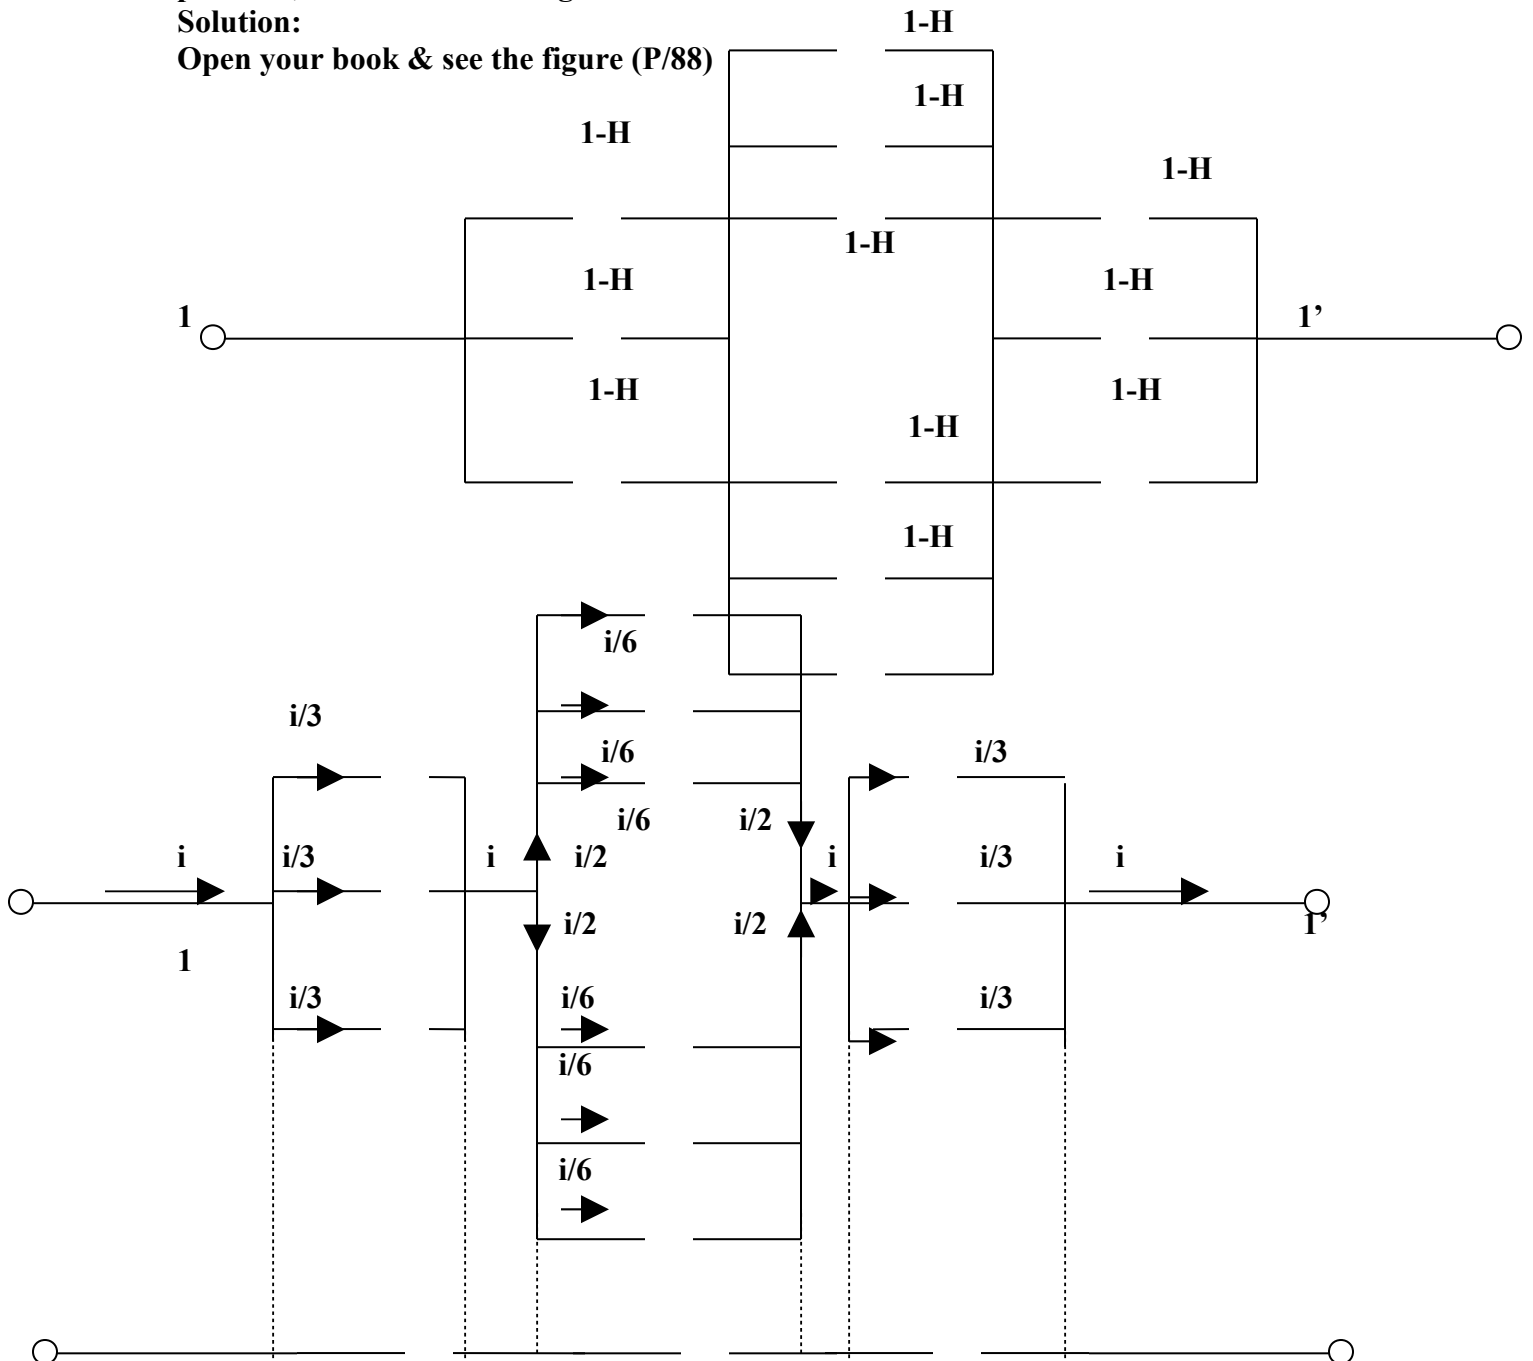 Solution:
Open your book & see the figure (P/88)
1-H
1-H
1-H
1-H
1-H
1-H
1-H
1 1’
1-H
1-H
1-H
1-H
i/6
i/3
i/6
i/3
i/6
i/2
i
i/3
i
i/2
i
i/3
i
i/2
i/2
1’
1
i/3
i/6
i/3
i/6
i/6